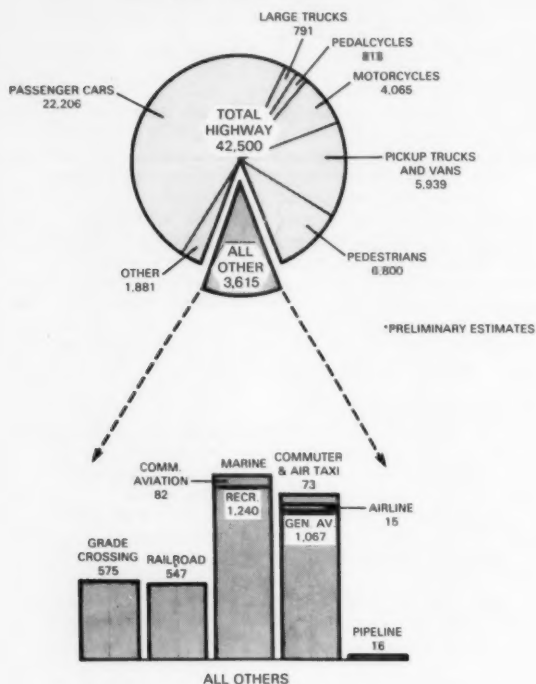 LARGE TRUCKS
791
PEDALCYCLES
818
MOTORCYCLES
4,065
PASSENGER CARS
22,206
TOTAL
HIGHWAY
42,500
PICKUP TRUCKS
AND VANS
5,939
PEDESTRIANS
6,800
OTHER
1,881
ALL
OTHER
3,615
*PRELIMINARY ESTIMATES
COMM.
AVIATION
82
MARINE
RECR.
1,240
COMMUTER
& AIR TAXI
73
AIRLINE
15
GEN. AV.
1,067
GRADE
CROSSING
575
RAILROAD
547
PIPELINE
16
ALL OTHERS